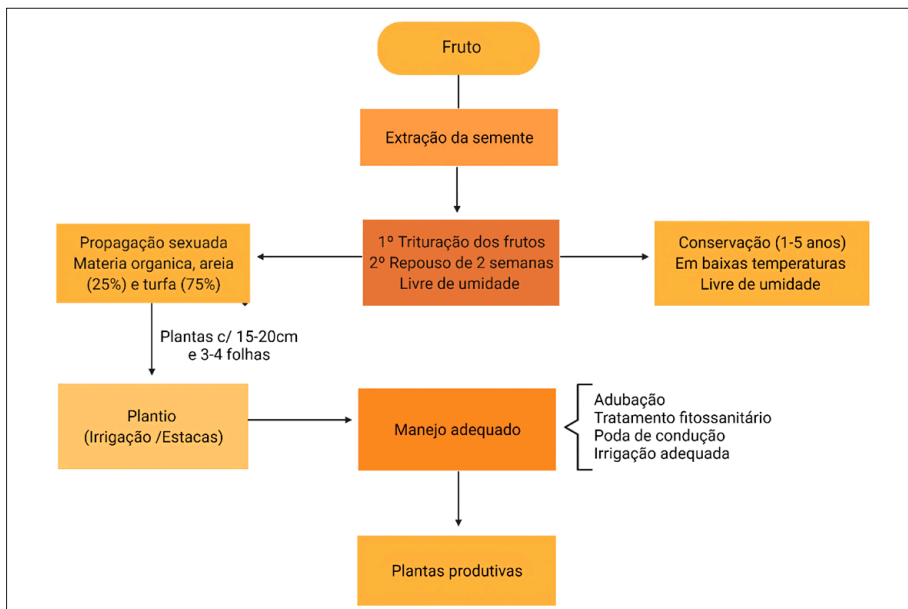 Fruto
Extração da semente
1º Trituração dos frutos
2º Repouso de 2 semanas
Livre de umidade
Propagação sexuada
Materia organica, areia
(25%) e turfa (75%)
Conservação (1-5 anos)
Em baixas temperaturas
Livre de umidade
Plantas c/ 15-20cm
e 3-4 folhas
Plantio
(Irrigação /Estacas)
Manejo adequado
Adubação
Tratamento fitossanitário
Poda de condução
Irrigação adequada
Plantas produtivas